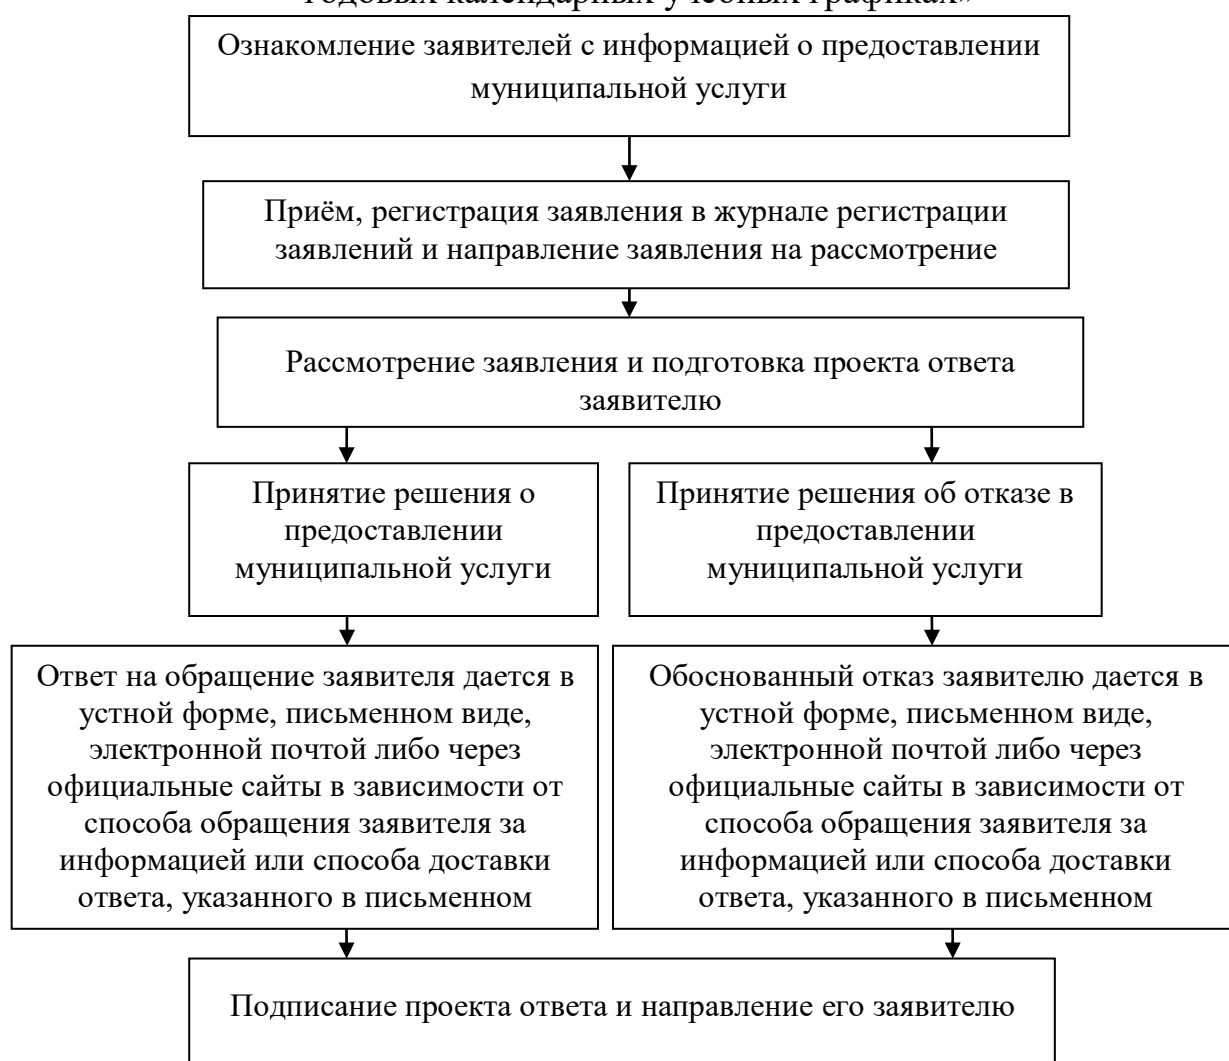 годовых календарных учебных графиках»
Ознакомление заявителей с информацией о предоставлении
муниципальной услуги
Приём, регистрация заявления в журнале регистрации
заявлений и направление заявления на рассмотрение
Рассмотрение заявления и подготовка проекта ответа
заявителю
Принятие решения о
предоставлении
муниципальной услуги
Принятие решения об отказе в
предоставлении
муниципальной услуги
Ответ на обращение заявителя дается в
устной форме, письменном виде,
электронной почтой либо через
официальные сайты в зависимости от
способа обращения заявителя за
информацией или способа доставки
ответа, указанного в письменном
Обоснованный отказ заявителю дается в
устной форме, письменном виде,
электронной почтой либо через
официальные сайты в зависимости от
способа обращения заявителя за
информацией или способа доставки
ответа, указанного в письменном
Подписание проекта ответа и направление его заявителю